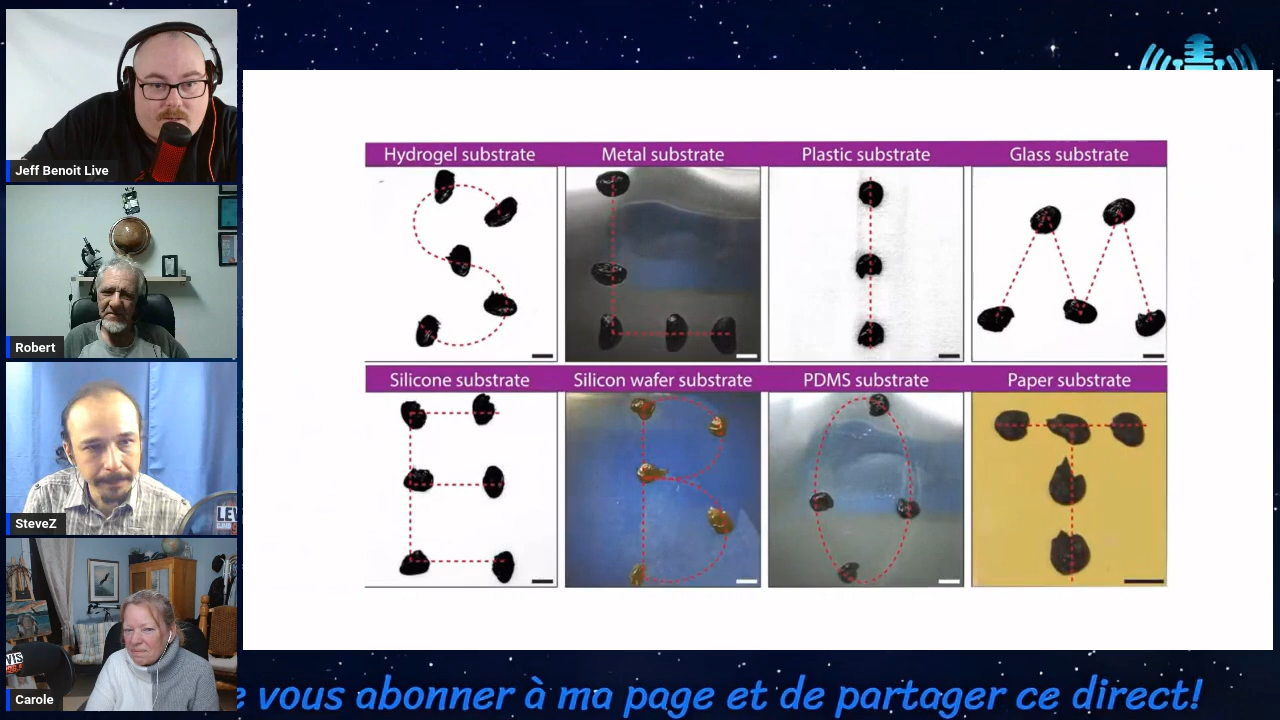 Jeff Benoit Live
Robert
SteveZ
Carole
Hydrogel substrate
Metal substrate
Plastic substrate
Glass substrate
Silicone substrate
Silicon wafer substrate
PDMS substrate
Paper substrate
e vous abonner à ma page et de partager ce direct!